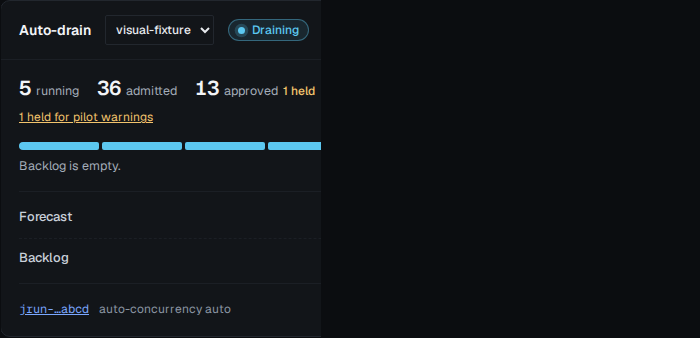 Auto-drain visual-fixture Draining
5 running 36 admitted 13 approved 1 held
1 held for pilot warnings
Backlog is empty.
Forecast
Backlog
jrun-…abcd auto-concurrency auto